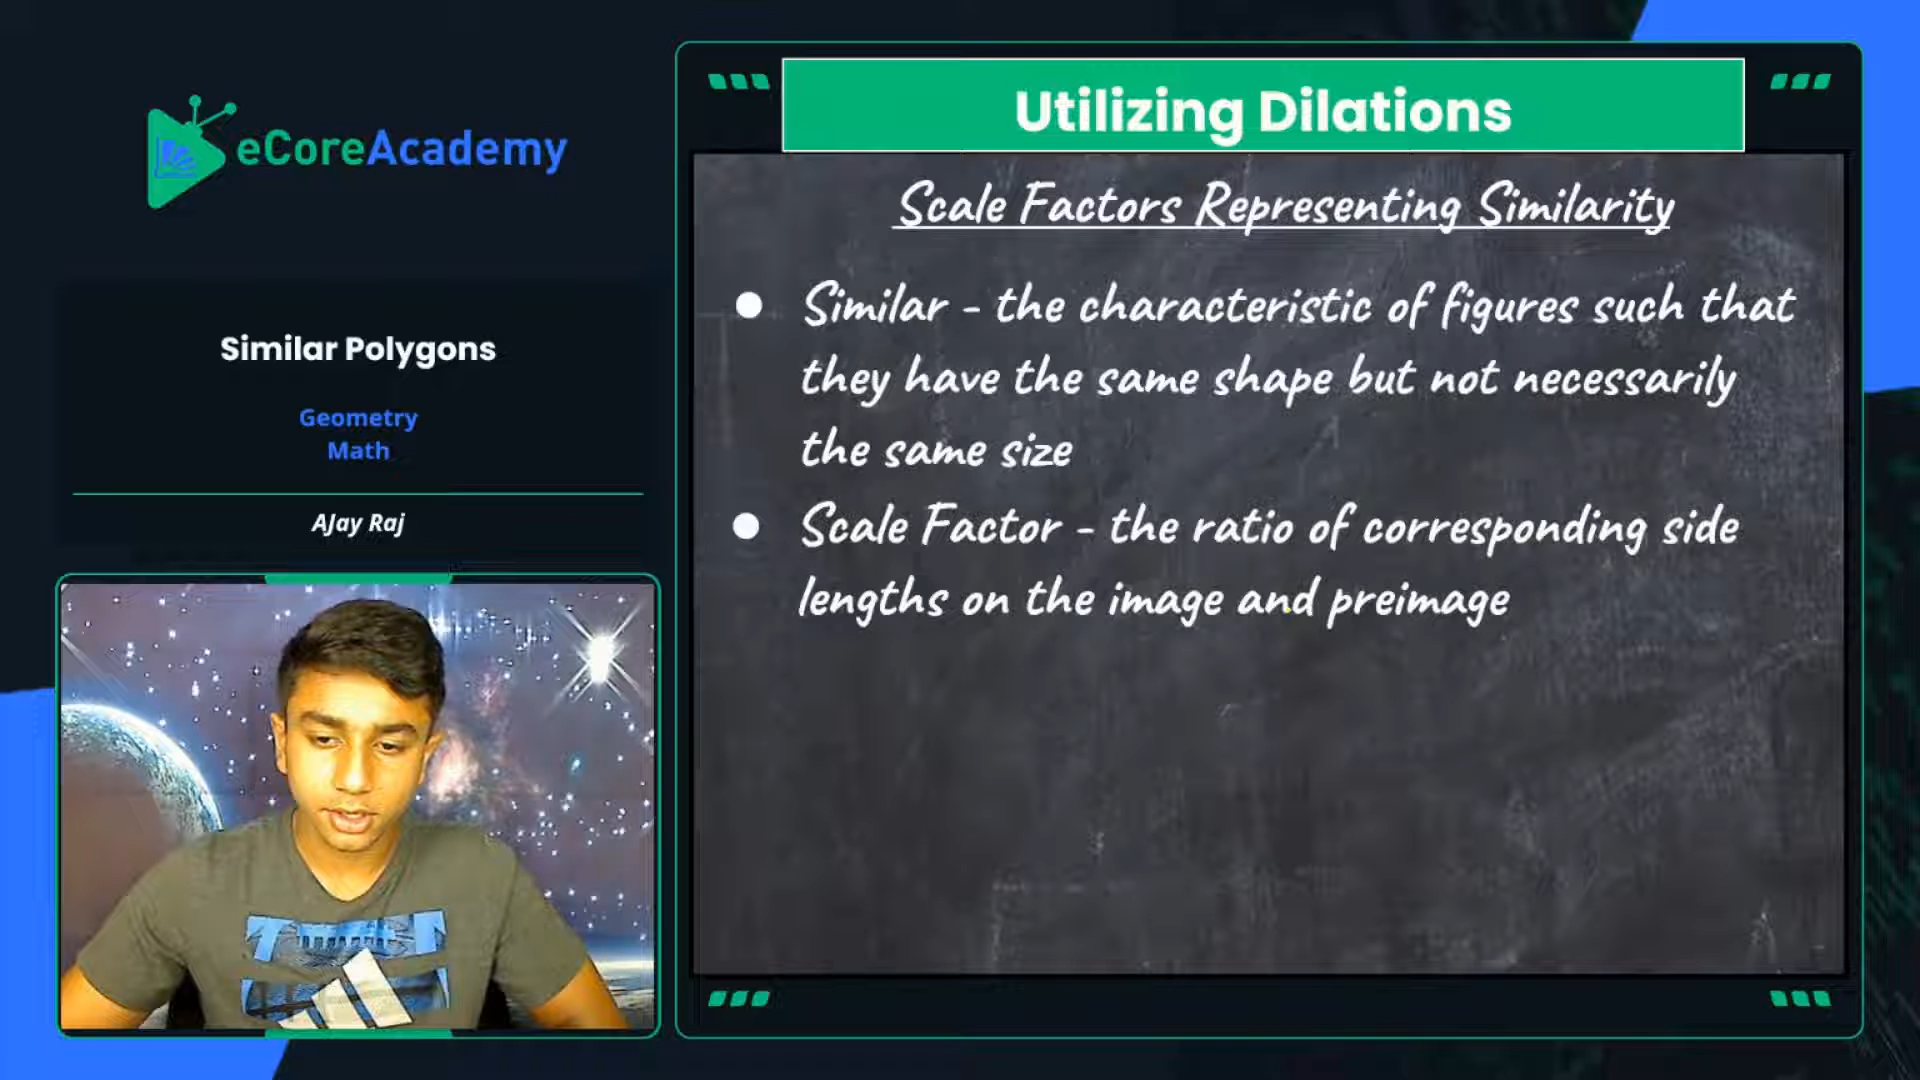 eCoreAcademy
Similar Polygons
Geometry
Math
AJay Raj
Utilizing Dilations
Scale Factors Representing Similarity
● Similar - the characteristic of figures such that
they have the same shape but not necessarily
the same size
● Scale Factor - the ratio of corresponding side
lengths on the image and preimage